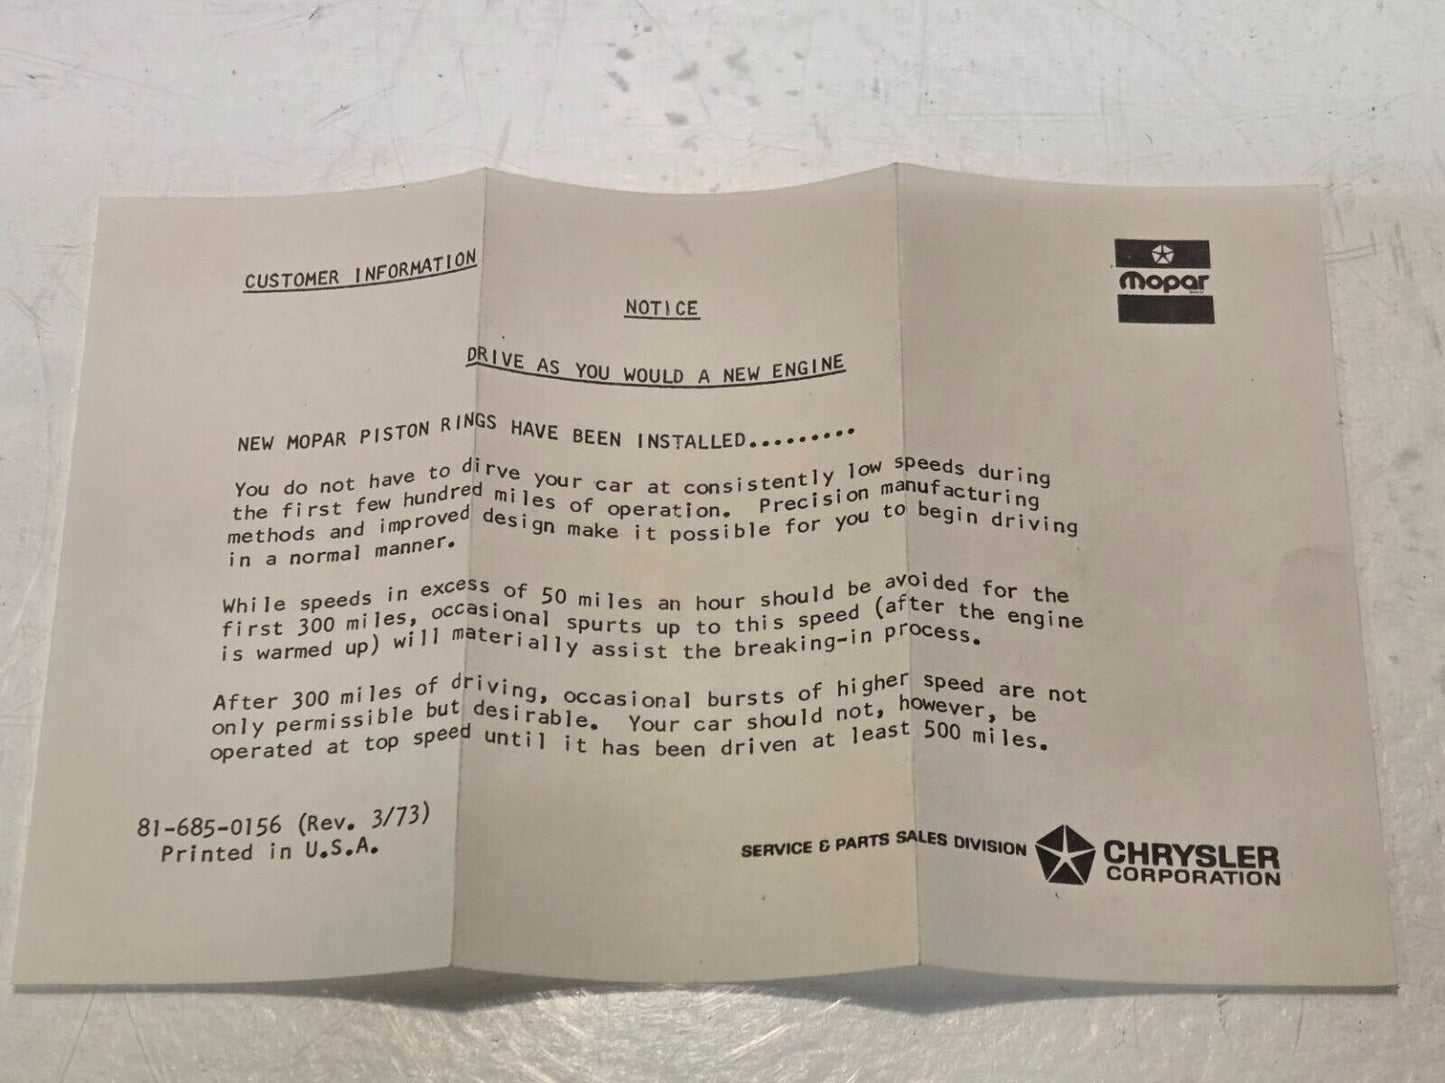 CUSTOMER INFORMATION
mopar
NOTICE
DRIVE AS YOU WOULD A NEW ENGINE
NEW MOPAR PISTON RINGS HAVE BEEN INSTALLED.........
You do not have to dirve your car at consistently low speeds during
the first few hundred miles of operation. Precision manufacturing
methods and improved design make it possible for you to begin driving
in a normal manner.
While speeds in excess of 50 miles an hour should be avoided for the
first 300 miles, occasional spurts up to this speed (after the engine
is warmed up) will materially assist the breaking-in process.
After 300 miles of driving, occasional bursts of higher speed are not
only permissible but desirable. Your car should not, however, be
operated at top speed until it has been driven at least 500 miles.
81-685-0156 (Rev. 3/73)
Printed in U.S.A.
SERVICE & PARTS SALES DIVISION
CHRYSLER
CORPORATION